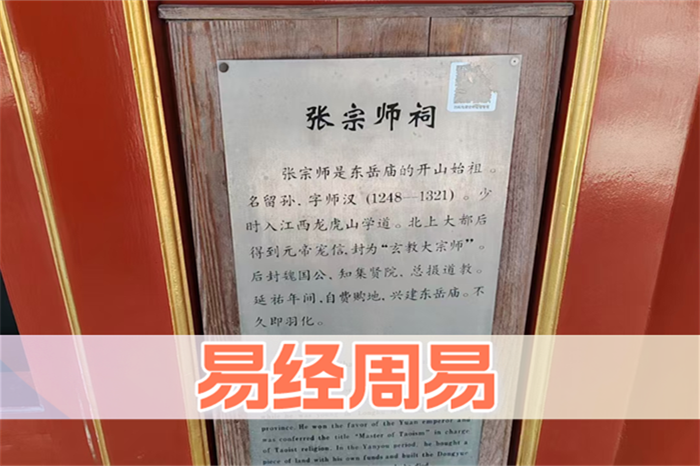 张宗师祠
张宗师是东岳庙的开山始祖。
名留孙、字师汉 (1248—1321) 。少
时入江西龙虎山学道。北上大都后
得到元帝宠信,封为“玄教大宗师”。
后封魏国公、知集贤院、总摄道教。
延祐年间,自费购地,兴建东岳庙。不
久即羽化。
易经周易
province. He won the favor of the Yuan emperor and
was conferred the title "Master of Taoism" in charge
of Taoist religion. In the Yanyou period, he bought a
piece of land with his own funds and built the Dongyue